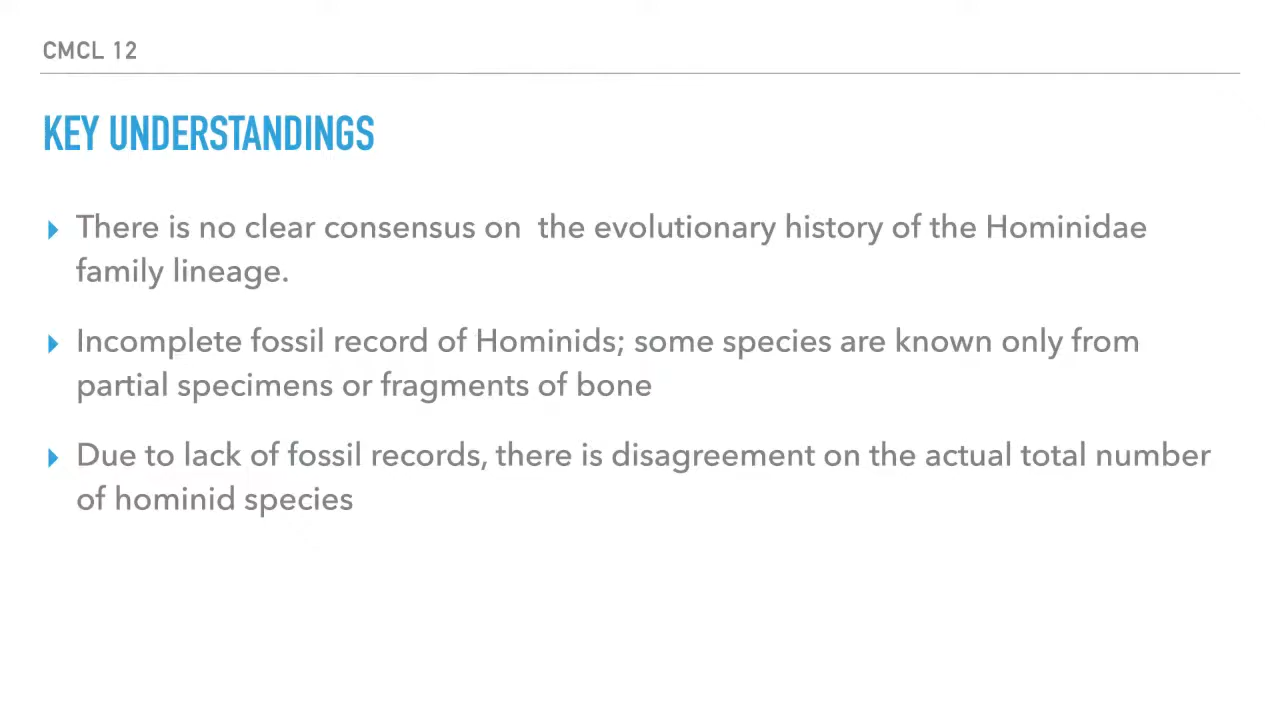 CMCL 12
KEY UNDERSTANDINGS
There is no clear consensus on  the evolutionary history of the Hominidae
family lineage.
Incomplete fossil record of Hominids; some species are known only from
partial specimens or fragments of bone
Due to lack of fossil records, there is disagreement on the actual total number
of hominid species